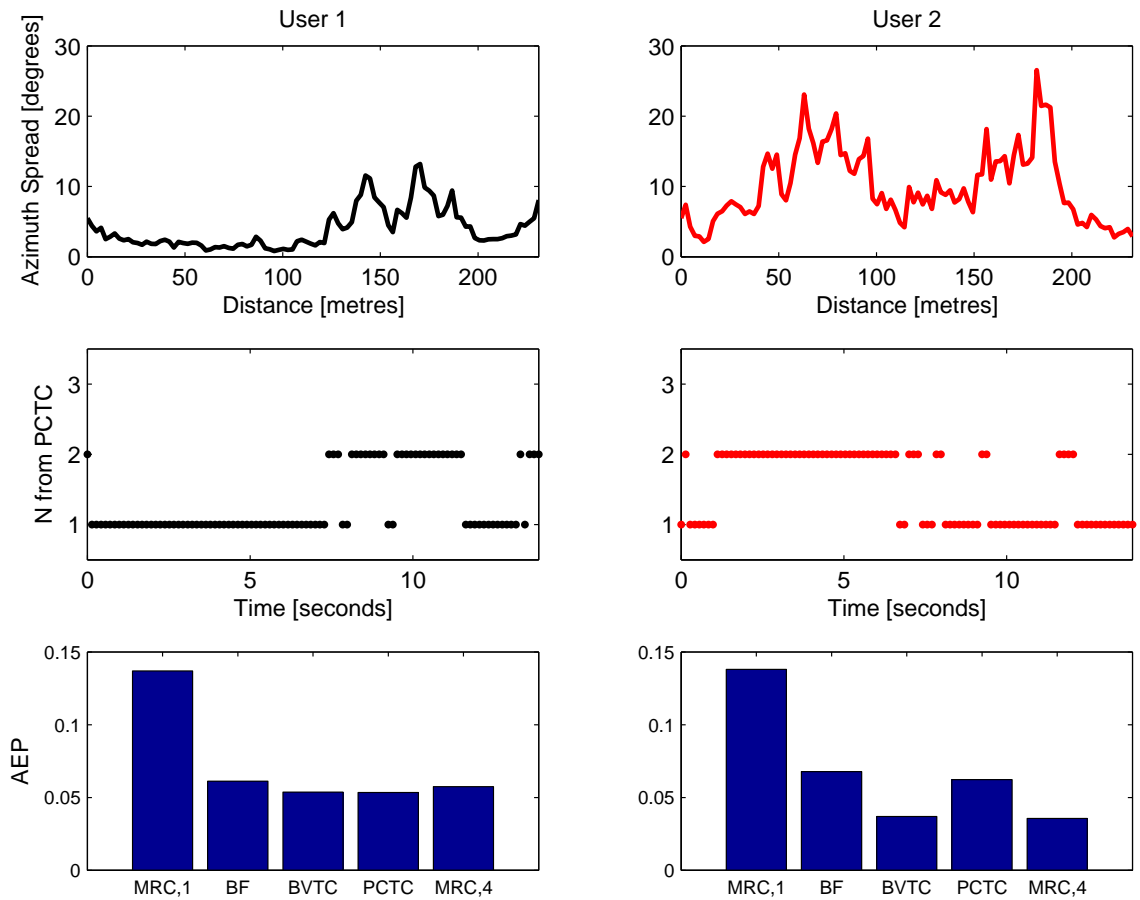 User 1
User 2
Azimuth Spread [degrees]
30
20
10
0
0 50 100 150 200
Distance [metres]
30
20
10
0
0 50 100 150 200
Distance [metres]
N from PCTC
3
2
1
0 5 10
Time [seconds]
3
2
1
0 5 10
Time [seconds]
AEP
0.15
0.1
0.05
0
MRC,1 BF BVTC PCTC MRC,4
0.15
0.1
0.05
0
MRC,1 BF BVTC PCTC MRC,4